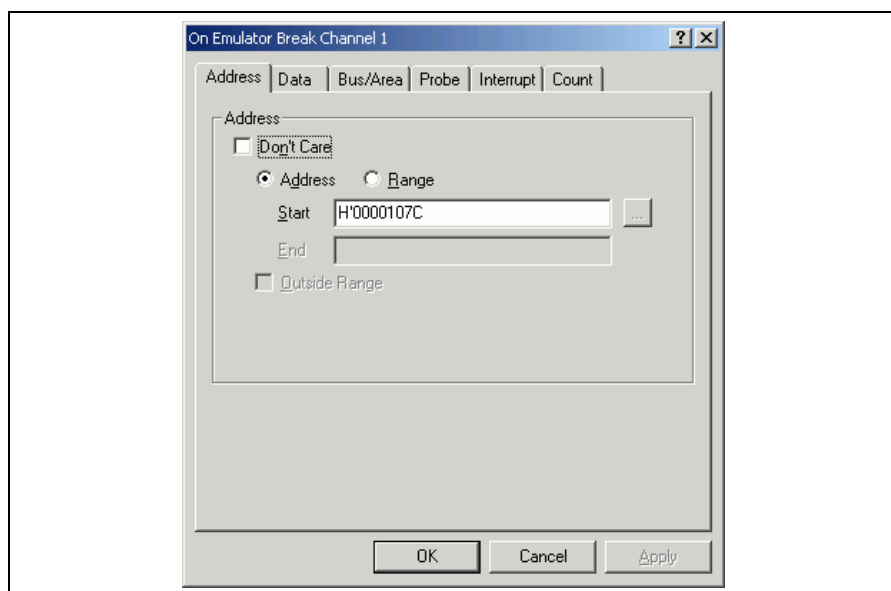 On Emulator Break Channel 1
Address Data Bus/Area Probe Interrupt Count
Address
Don't Care
Address Range
Start H'0000107C ...
End
Outside Range
OK Cancel Apply